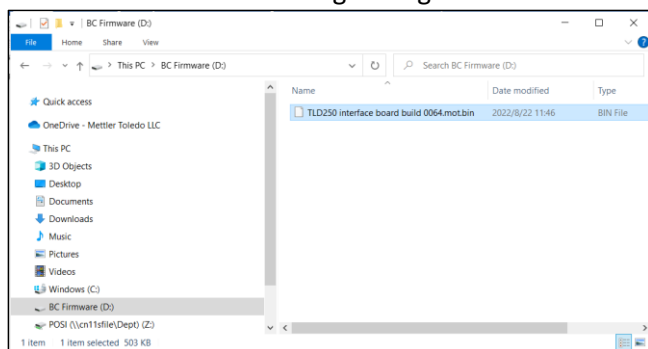 BC Firmware (D:)
File Home Share View
This PC > BC Firmware (D:)
Search BC Firmware (D:)
Name Date modified Type
Quick access
TLD250 interface board build 0064.mot.bin 2022/8/22 11:46 BIN File
OneDrive - Mettler Toledo LLC
This PC
3D Objects
Desktop
Documents
Downloads
Music
Pictures
Videos
Windows (C:)
BC Firmware (D:)
POSI (\\cn11sfile\Dept) (Z:)
1 item 1 item selected 503 KB